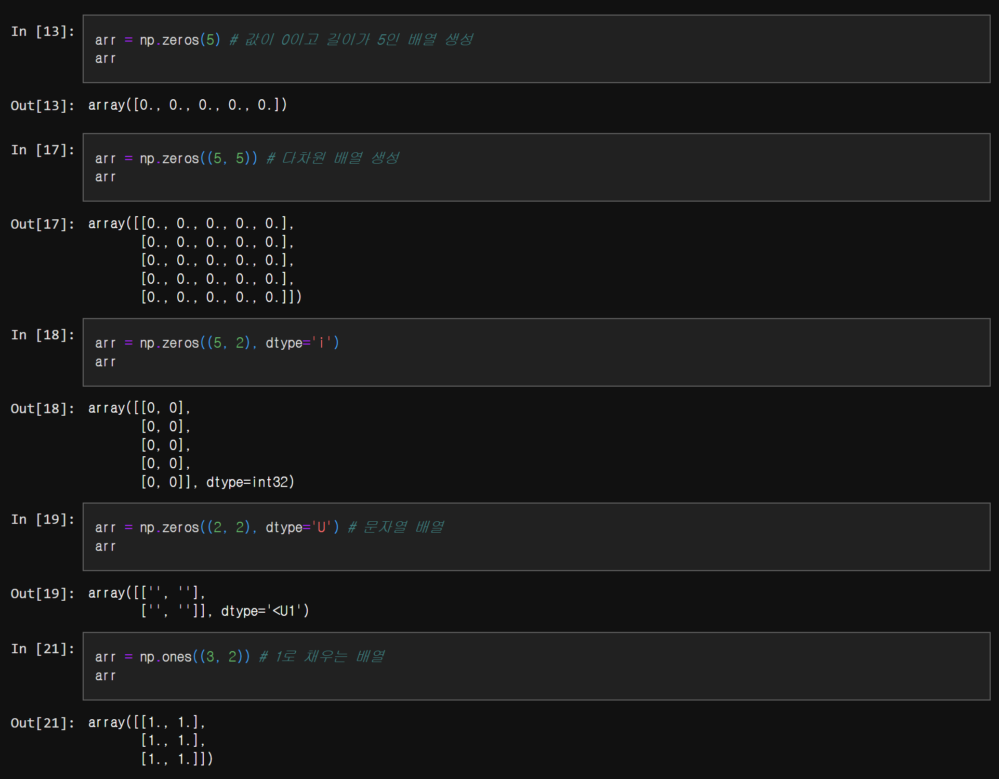 In [13]:
arr = np.zeros(5) # 값이 0이고 길이가 5인 배열 생성
arr
Out[13]: array([0., 0., 0., 0., 0.])
In [17]:
arr = np.zeros((5, 5)) # 다차원 배열 생성
arr
Out[17]: array([[0., 0., 0., 0., 0.],
[0., 0., 0., 0., 0.],
[0., 0., 0., 0., 0.],
[0., 0., 0., 0., 0.],
[0., 0., 0., 0., 0.]])
In [18]:
arr = np.zeros((5, 2), dtype='i')
arr
Out[18]: array([[0, 0],
[0, 0],
[0, 0],
[0, 0],
[0, 0]], dtype=int32)
In [19]:
arr = np.zeros((2, 2), dtype='U') # 문자열 배열
arr
Out[19]: array([['', ''],
['', '']], dtype='<U1')
In [21]:
arr = np.ones((3, 2)) # 1로 채우는 배열
arr
Out[21]: array([[1., 1.],
[1., 1.],
[1., 1.]])